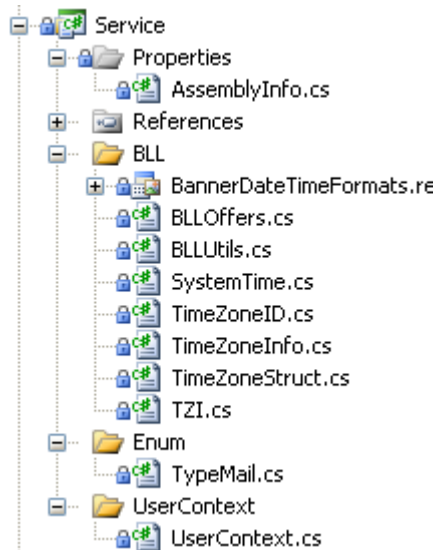 Service
Properties
AssemblyInfo.cs
References
BLL
BannerDateTimeFormats.re
BLLOffers.cs
BLLUtils.cs
SystemTime.cs
TimeZoneID.cs
TimeZoneInfo.cs
TimeZoneStruct.cs
TZI.cs
Enum
TypeMail.cs
UserContext
UserContext.cs